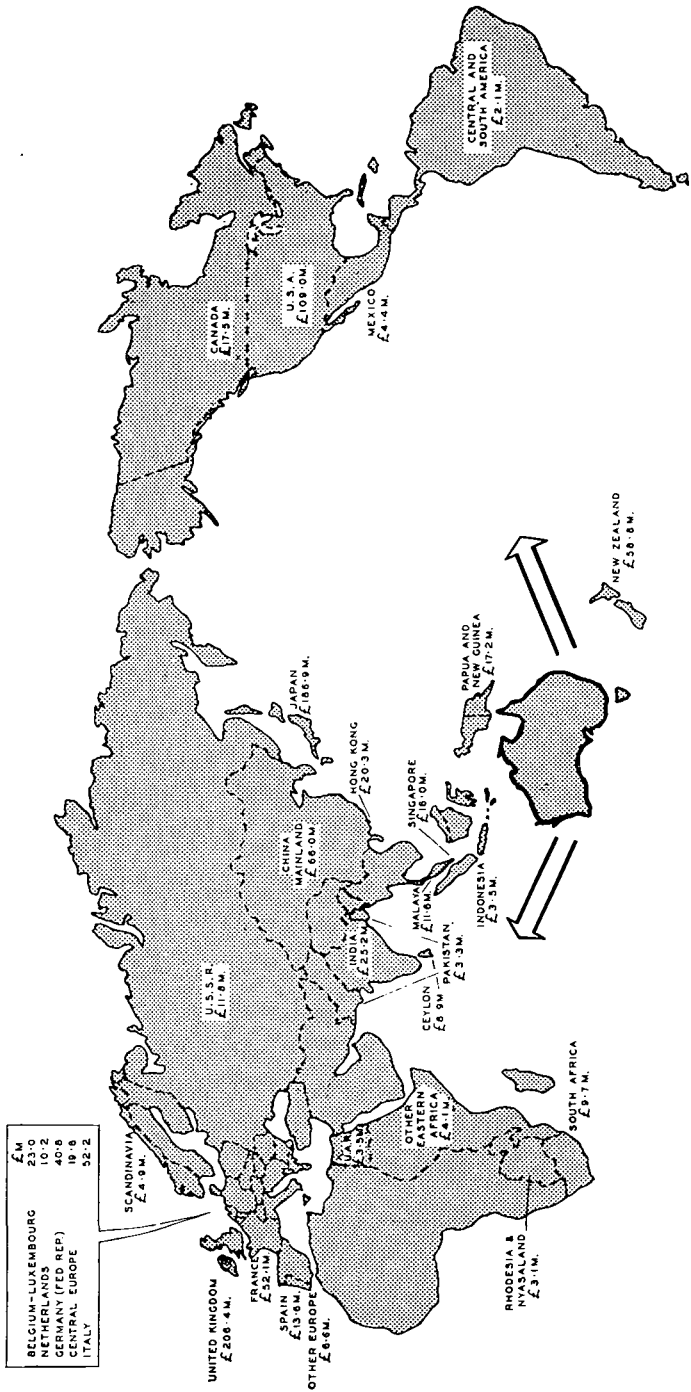 £M
BELGIUM-LUXEMBOURG 23·0
NETHERLANDS 10·2
GERMANY (FED REP.) 40·8
CENTRAL EUROPE 19·8
ITALY 52·2
SCANDINAVIA
£4·9M.
UNITED KINGDOM
£206·4M.
FRANCE
£52·1M.
SPAIN
£13·6M.
OTHER EUROPE
£6·6M.
U.S.S.R.
£11·8M.
CHINA
MAINLAND
£66·0M.
JAPAN
£186·9M.
HONG KONG
£20·3M.
INDIA
£25·2M.
PAKISTAN
£3·3M.
CEYLON
£8·9M.
MALAYA
£11·6M.
SINGAPORE
£18·0M.
INDONESIA
£3·5M.
PAPUA AND
NEW GUINEA
£17·2M.
NEW ZEALAND
£58·8M.
U.A.R.
£3·5M.
OTHER
EASTERN
AFRICA
£4·1M.
RHODESIA &
NYASALAND
£3·1M.
SOUTH AFRICA
£9·7M.
CANADA
£17·5M.
U.S.A.
£109·0M.
MEXICO
£4·4M.
CENTRAL AND
SOUTH AMERICA
£2·1M.